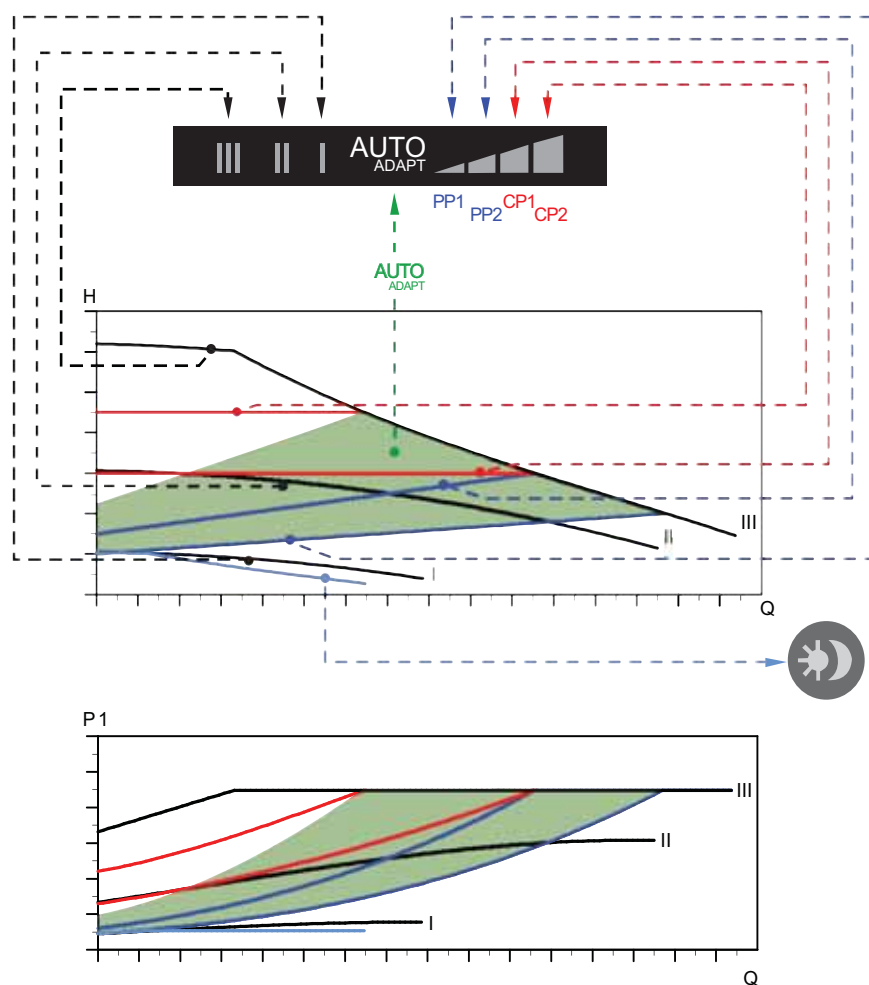 III II I AUTO
ADAPT
PP1 PP2 CP1 CP2
AUTO
ADAPT
H
III
II
I
Q
P1
III
II
I
Q